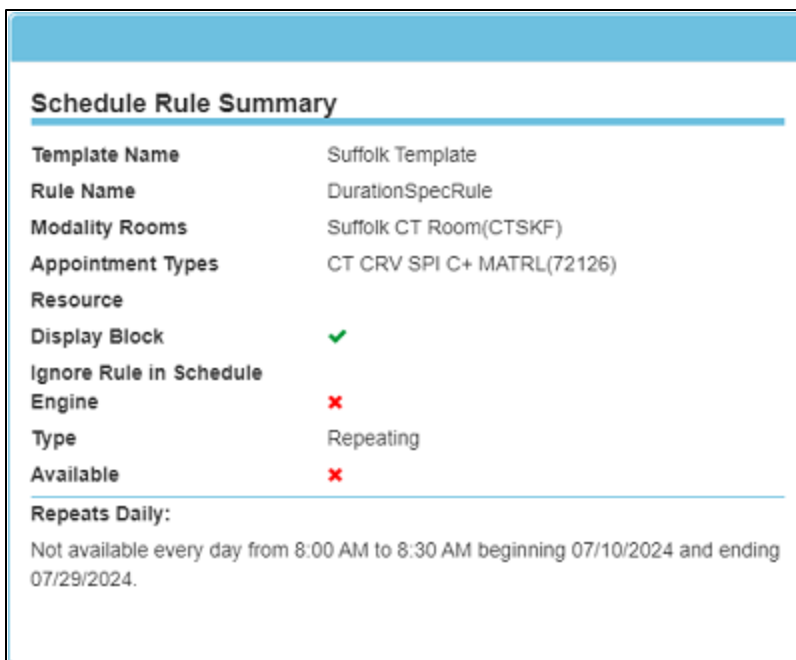 Schedule Rule Summary
Template Name Suffolk Template
Rule Name DurationSpecRule
Modality Rooms Suffolk CT Room(CTSKF)
Appointment Types CT CRV SPI C+ MATRL(72126)
Resource
Display Block ✔
Ignore Rule in Schedule
Engine ✖
Type Repeating
Available ✖
Repeats Daily:
Not available every day from 8:00 AM to 8:30 AM beginning 07/10/2024 and ending
07/29/2024.